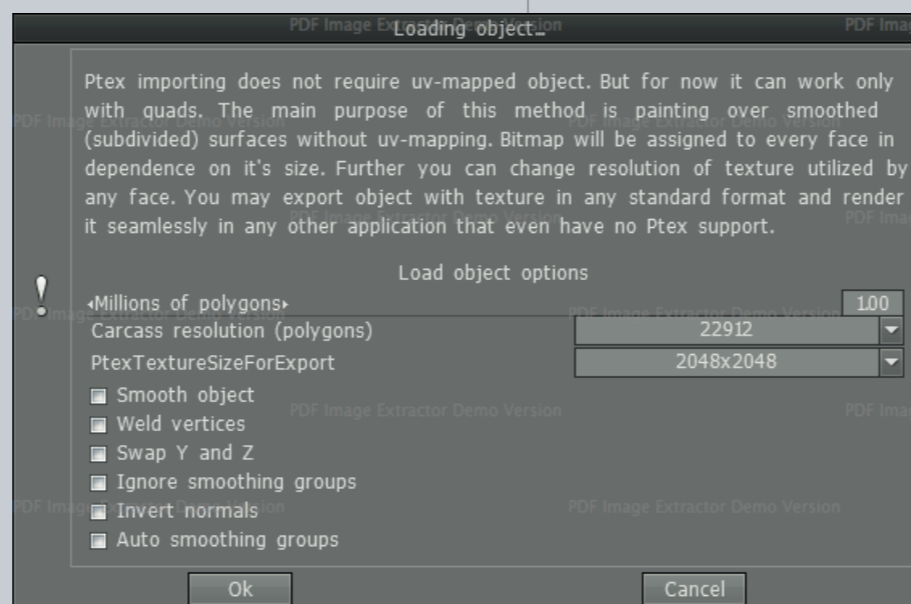 Loading object...
Ptex importing does not require uv-mapped object. But for now it can work only
with quads. The main purpose of this method is painting over smoothed
(subdivided) surfaces without uv-mapping. Bitmap will be assigned to every face in
dependence on it's size. Further you can change resolution of texture utilized by
any face. You may export object with texture in any standard format and render
it seamlessly in any other application that even have no Ptex support.
Load object options
Millions of polygons 1.00
Carcass resolution (polygons) 22912
PtexTextureSizeForExport 2048x2048
Smooth object
Weld vertices
Swap Y and Z
Ignore smoothing groups
Invert normals
Auto smoothing groups
Ok Cancel
PDF Image Extractor Demo Version